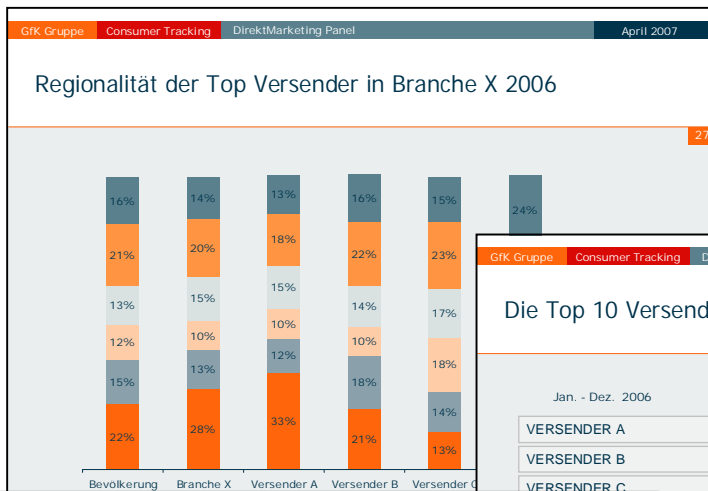 GfK Gruppe Consumer Tracking DirektMarketing Panel April 2007
Regionalität der Top Versender in Branche X 2006
27
16% 14% 13% 16% 15% 24%
21% 20% 18% 22% 23%
13% 15% 15% 14% 17%
12% 10% 10% 10% 18%
15% 13% 12% 18% 14%
22% 28% 33% 21% 13%
Bevölkerung Branche X Versender A Versender B Versender C
GfK Gruppe Consumer Tracking D
Die Top 10 Versend
Jan. - Dez. 2006
VERSENDER A
VERSENDER B
VERSENDER C